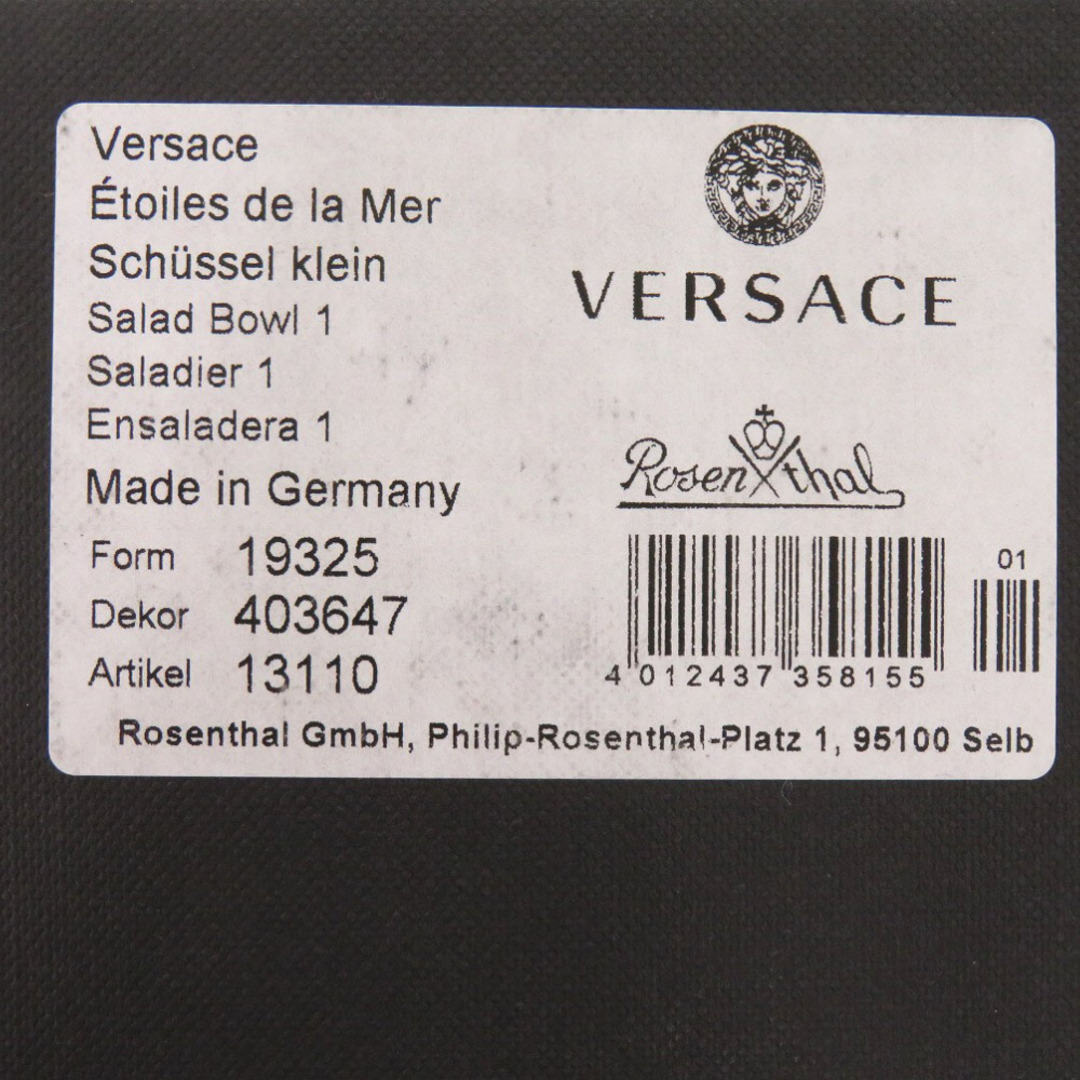 Versace
Étoiles de la Mer
Schüssel klein
Salad Bowl 1
Saladier 1
Ensaladera 1
Made in Germany
Form 19325
Dekor 403647
Artikel 13110
VERSACE
Rosenthal
01
4 012437 358155
Rosenthal GmbH, Philip-Rosenthal-Platz 1, 95100 Selb